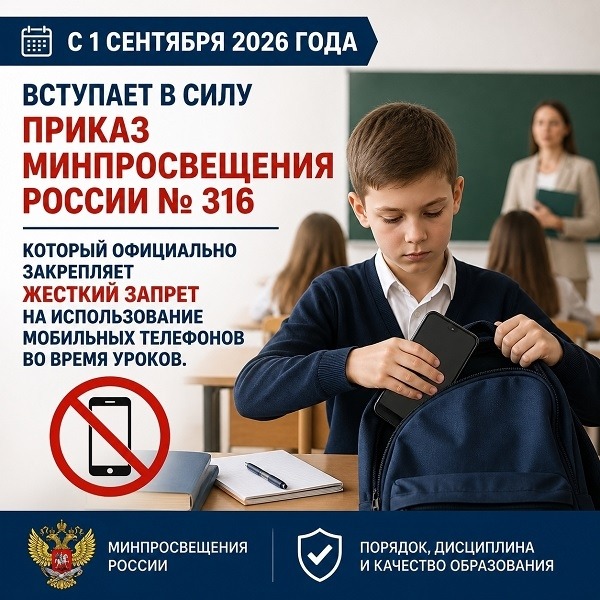 С 1 СЕНТЯБРЯ 2026 ГОДА
ВСТУПАЕТ В СИЛУ
ПРИКАЗ
МИНПРОСВЕЩЕНИЯ
РОССИИ № 316
КОТОРЫЙ ОФИЦИАЛЬНО
ЗАКРЕПЛЯЕТ
ЖЕСТКИЙ ЗАПРЕТ
НА ИСПОЛЬЗОВАНИЕ
МОБИЛЬНЫХ ТЕЛЕФОНОВ
ВО ВРЕМЯ УРОКОВ.
МИНПРОСВЕЩЕНИЯ
РОССИИ
ПОРЯДОК, ДИСЦИПЛИНА
И КАЧЕСТВО ОБРАЗОВАНИЯ